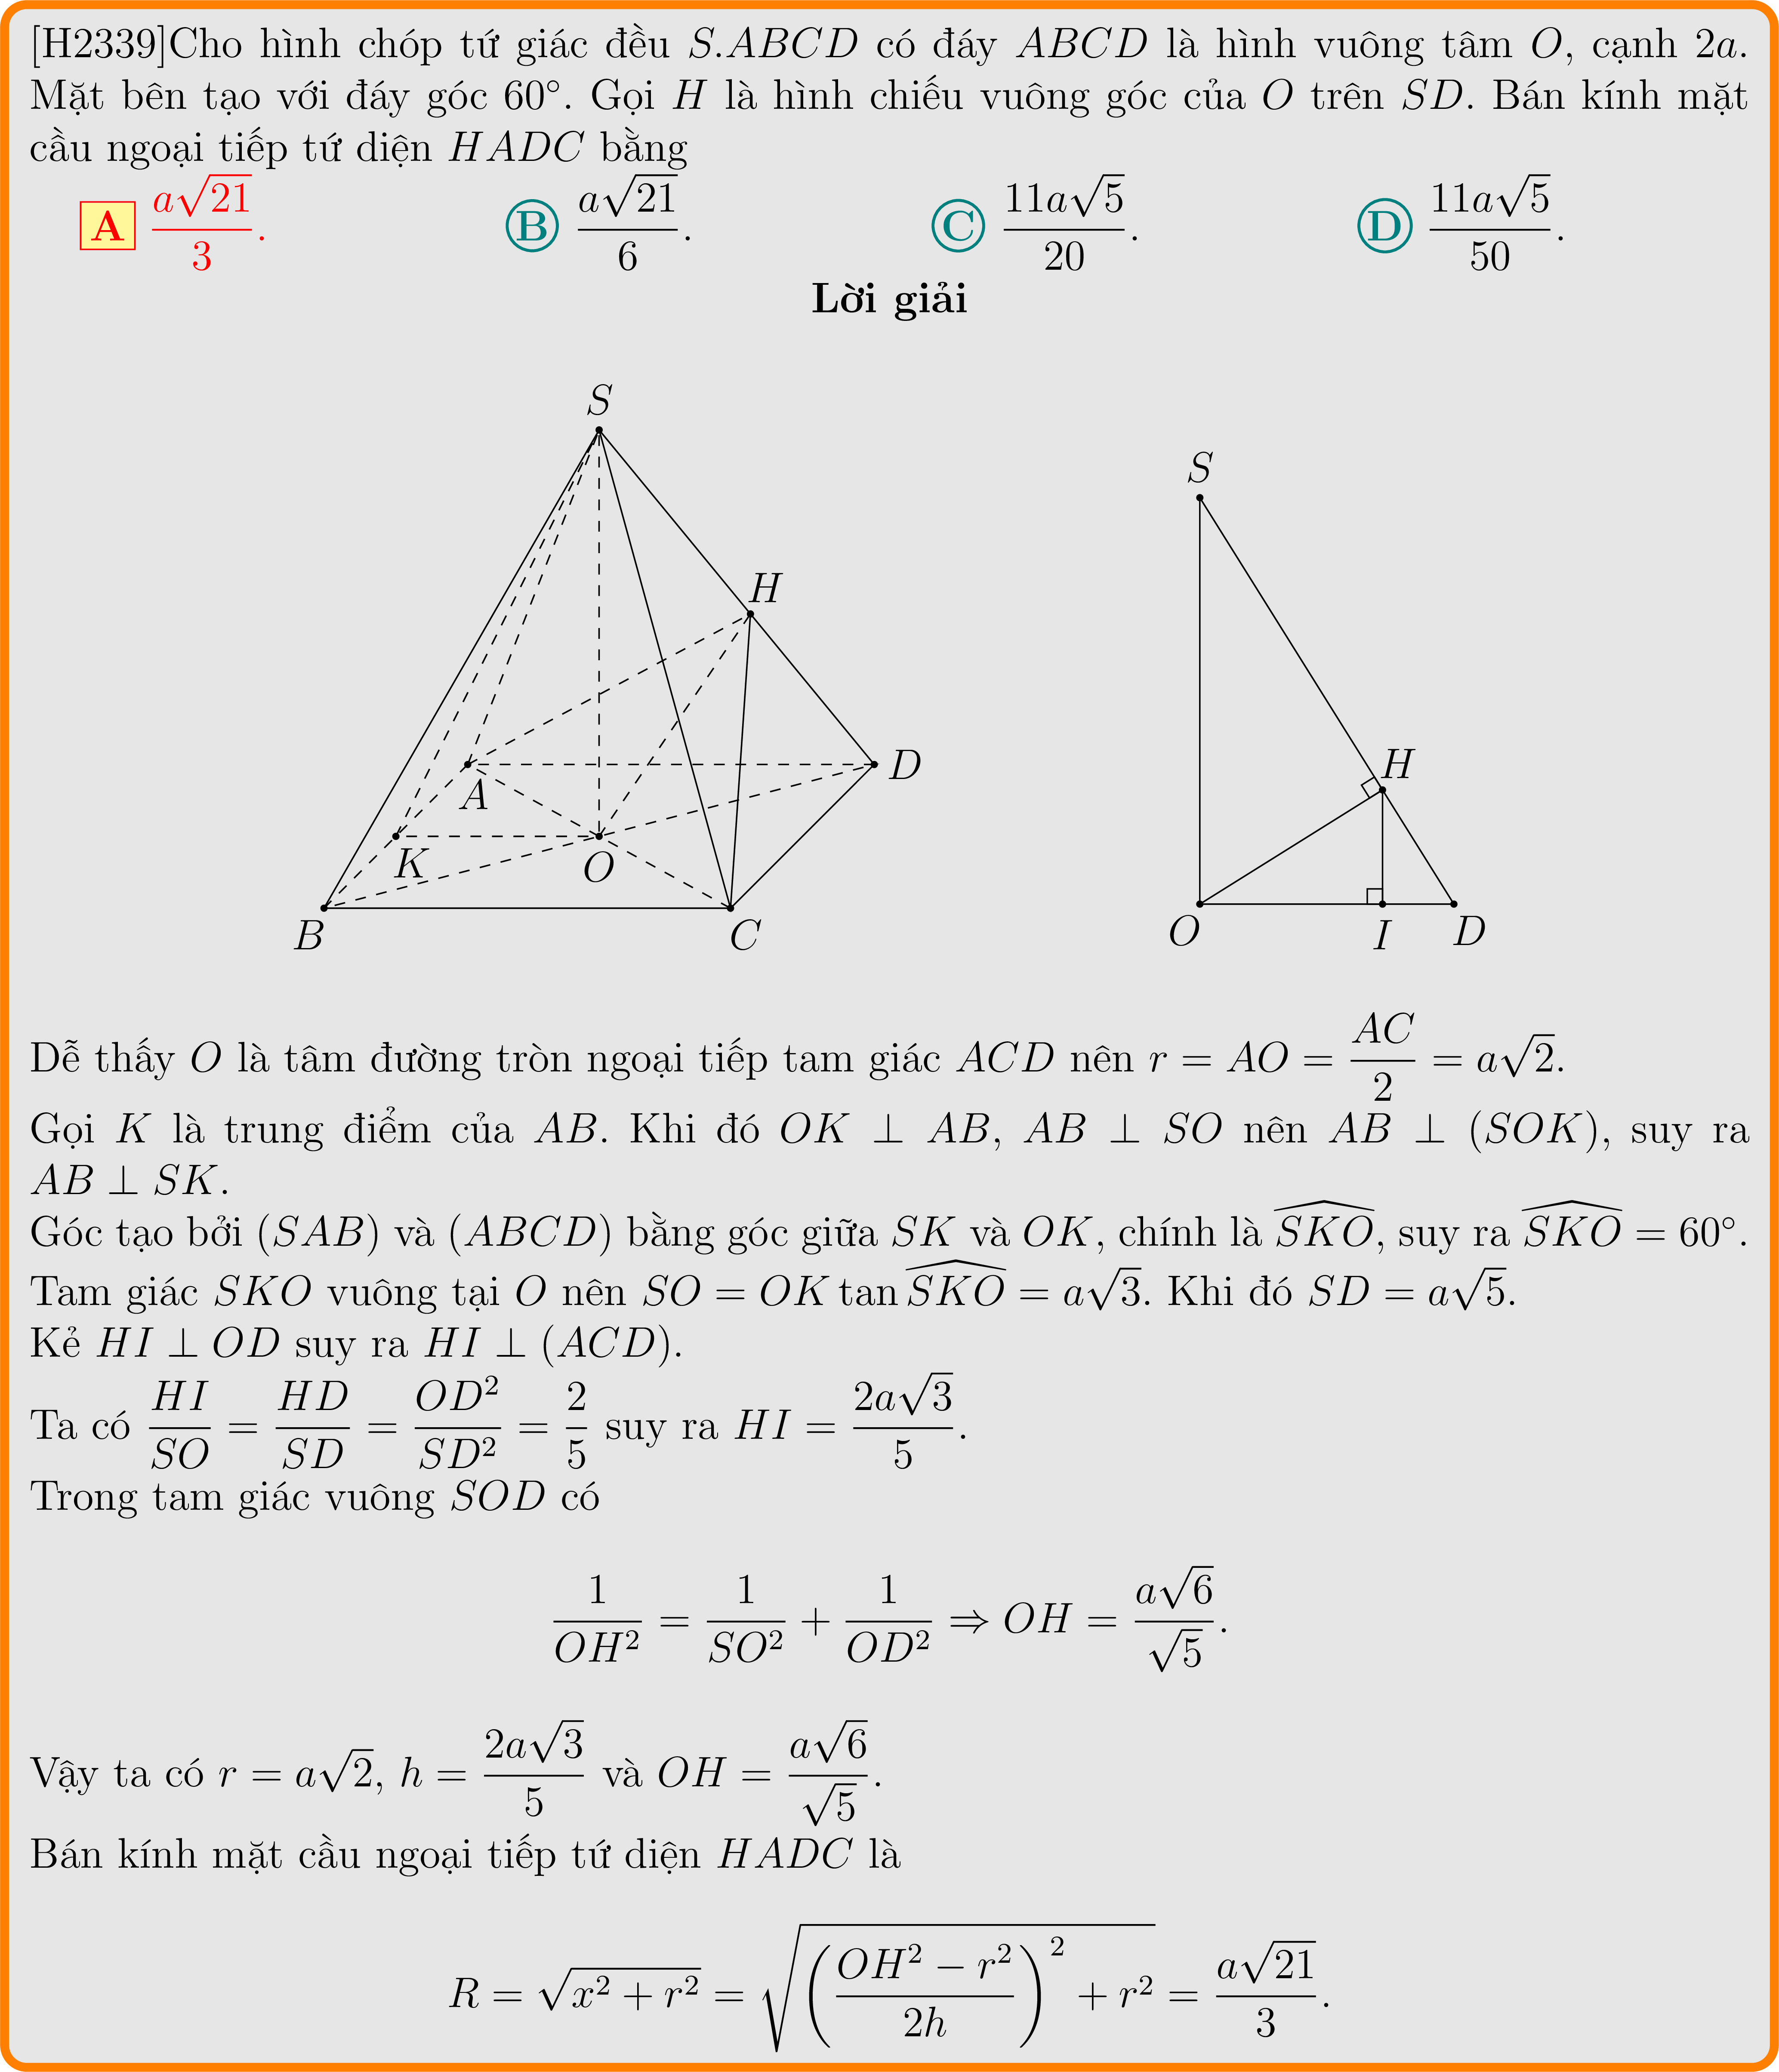 [H2339]Cho hình chóp tứ giác đều S.ABCD có đáy ABCD là hình vuông tâm O, cạnh 2a.
Mặt bên tạo với đáy góc 60°. Gọi H là hình chiếu vuông góc của O trên SD. Bán kính mặt
cầu ngoại tiếp tứ diện HADC bằng
A $\frac{a\sqrt{21}}{3}$. B $\frac{a\sqrt{21}}{6}$. C $\frac{11a\sqrt{5}}{20}$. D $\frac{11a\sqrt{5}}{50}$.
Lời giải
S
H
A
D
K
O
B
C
S
H
O
I
D
Dễ thấy O là tâm đường tròn ngoại tiếp tam giác ACD nên $r = AO = \frac{AC}{2} = a\sqrt{2}$.
Gọi K là trung điểm của AB. Khi đó OK ⊥ AB, AB ⊥ SO nên AB ⊥ (SOK), suy ra
AB ⊥ SK.
Góc tạo bởi (SAB) và (ABCD) bằng góc giữa SK và OK, chính là $\widehat{SKO}$, suy ra $\widehat{SKO} = 60°$.
Tam giác SKO vuông tại O nên $SO = OK \tan \widehat{SKO} = a\sqrt{3}$. Khi đó $SD = a\sqrt{5}$.
Kẻ HI ⊥ OD suy ra HI ⊥ (ACD).
Ta có $\frac{HI}{SO} = \frac{HD}{SD} = \frac{OD^2}{SD^2} = \frac{2}{5}$ suy ra $HI = \frac{2a\sqrt{3}}{5}$.
Trong tam giác vuông SOD có
$\frac{1}{OH^2} = \frac{1}{SO^2} + \frac{1}{OD^2} \Rightarrow OH = \frac{a\sqrt{6}}{\sqrt{5}}$.
Vậy ta có $r = a\sqrt{2}$, $h = \frac{2a\sqrt{3}}{5}$ và $OH = \frac{a\sqrt{6}}{\sqrt{5}}$.
Bán kính mặt cầu ngoại tiếp tứ diện HADC là
$R = \sqrt{x^2 + r^2} = \sqrt{\left(\frac{OH^2 - r^2}{2h}\right)^2 + r^2} = \frac{a\sqrt{21}}{3}$.